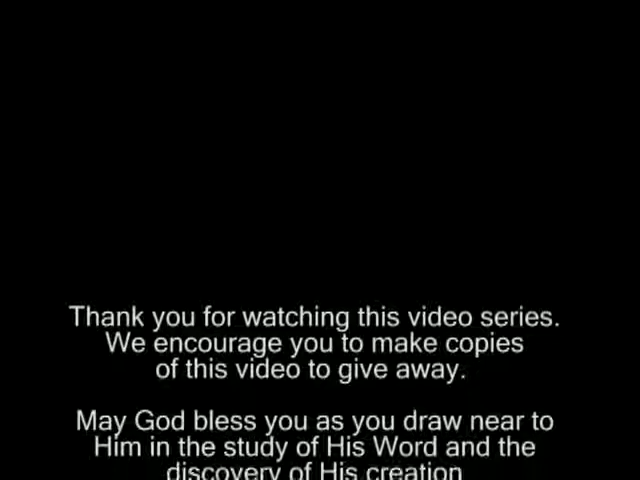 Thank you for watching this video series.
We encourage you to make copies
of this video to give away.
May God bless you as you draw near to
Him in the study of His Word and the
discovery of His creation